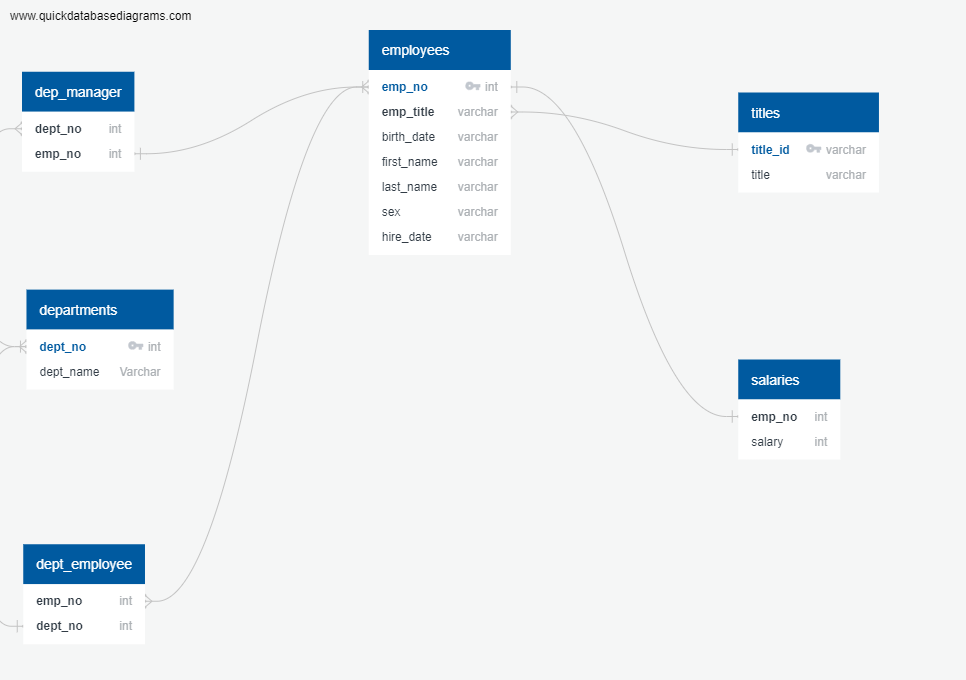 www.quickdatabasediagrams.com
employees
emp_no int
emp_title varchar
birth_date varchar
first_name varchar
last_name varchar
sex varchar
hire_date varchar
dep_manager
dept_no int
emp_no int
titles
title_id varchar
title varchar
departments
dept_no int
dept_name Varchar
salaries
emp_no int
salary int
dept_employee
emp_no int
dept_no int